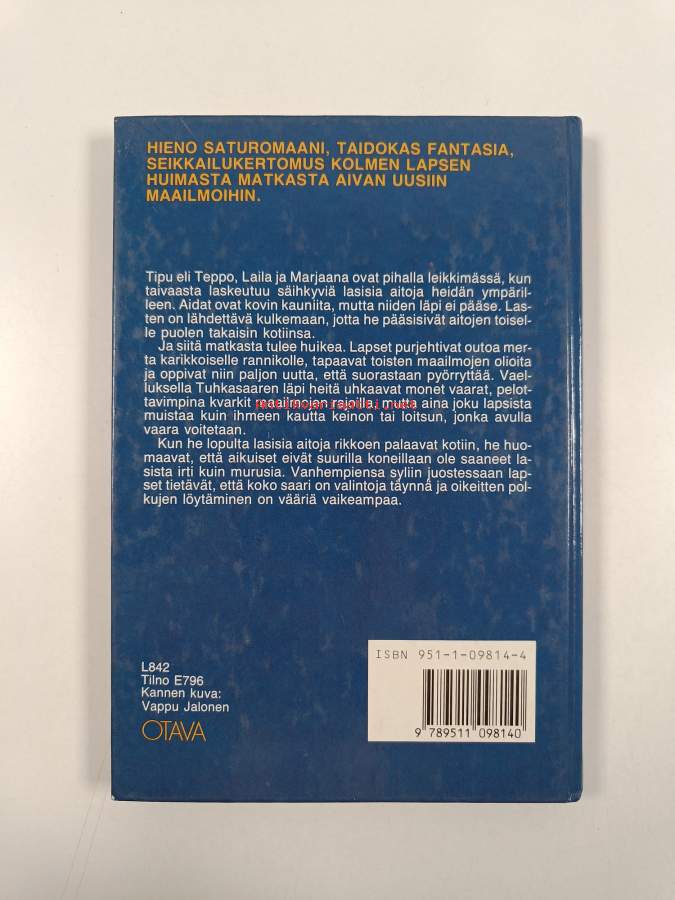 HIENO SATUROMAANI, TAIDOKAS FANTASIA,
SEIKKAILUKERTOMUS KOLMEN LAPSEN
HUIMASTA MATKASTA AIVAN UUSIIN
MAAILMOIHIN.
Tipu eli Teppo, Laila ja Marjaana ovat pihalla leikkimässä, kun
taivaasta laskeutuu säihkyviä lasisia aitoja heidän ympäril-
leen. Aidat ovat kovin kauniita, mutta niiden läpi ei pääse. Las-
ten on lähdettävä kulkemaan, jotta he pääsisivät aitojen toisel-
le puolen takaisin kotiinsa.
Ja siitä matkasta tulee huikea. Lapset purjehtivat outoa mer-
ta karikkoiselle rannikolle, tapaavat toisten maailmojen olioita
ja oppivat niin paljon uutta, että suorastaan pyörryttää. Vael-
luksella Tuhkasaaren läpi heitä uhkaavat monet vaarat, pelot-
tavimpina kvarkit maailmojen rajoilla, mutta aina joku lapsista
muistaa kuin ihmeen kautta keinon tai loitsun, jonka avulla
vaara voitetaan.
Kun he lopulta lasisia aitoja rikkoen palaavat kotiin, he huo-
maavat, että aikuiset eivät suurilla koneillaan ole saaneet la-
sista irti kuin murusia. Vanhempiensa syliin juostessaan lap-
set tietävät, että koko saari on valintoja täynnä ja oikeitten pol-
kujen löytäminen on vääriä vaikeampaa.
ISBN 951-1-09814-4
L842
Tilno E796
Kannen kuva:
Vappu Jalonen
OTAVA
9 789511 098140